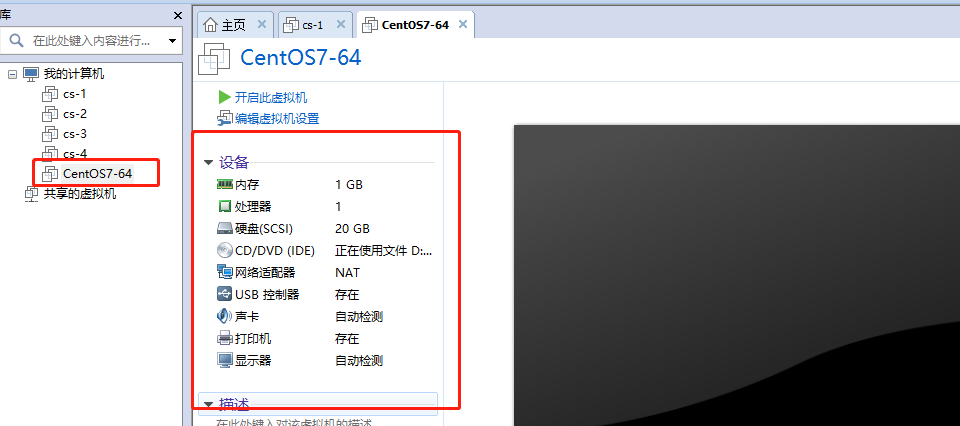 库
主页
cs-1
CentOS7-64
在此处键入内容进行...
CentOS7-64
我的计算机
cs-1
cs-2
cs-3
cs-4
CentOS7-64
共享的虚拟机
开启此虚拟机
编辑虚拟机设置
设备
内存 1 GB
处理器 1
硬盘(SCSI) 20 GB
CD/DVD (IDE) 正在使用文件 D:...
网络适配器 NAT
USB 控制器 存在
声卡 自动检测
打印机 存在
显示器 自动检测
描述
在此处键入对该虚拟机的描述